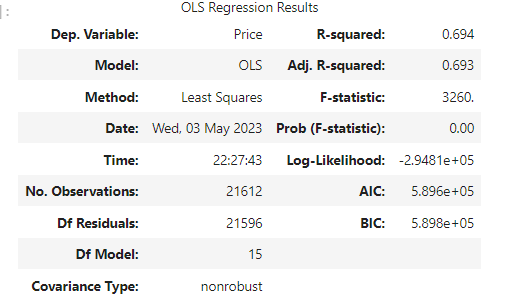 ]:
OLS Regression Results
Dep. Variable: Price R-squared: 0.694
Model: OLS Adj. R-squared: 0.693
Method: Least Squares F-statistic: 3260.
Date: Wed, 03 May 2023 Prob (F-statistic): 0.00
Time: 22:27:43 Log-Likelihood: -2.9481e+05
No. Observations: 21612 AIC: 5.896e+05
Df Residuals: 21596 BIC: 5.898e+05
Df Model: 15
Covariance Type: nonrobust